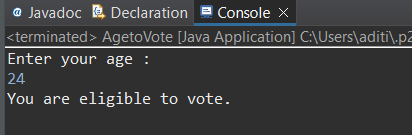 @ Javadoc Declaration Console ×
<terminated> AgetoVote [Java Application] C:\Users\aditi\.p2
Enter your age :
24
You are eligible to vote.